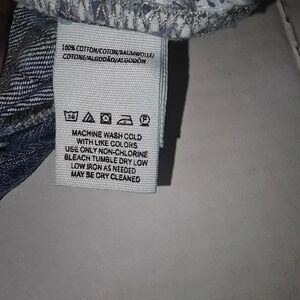 100% COTTON/COTON/BAUMWOLLE/
COTONE/ALGODÃO/ALGODÓN
MACHINE WASH COLD
WITH LIKE COLORS
USE ONLY NON-CHLORINE
BLEACH TUMBLE DRY LOW
LOW IRON AS NEEDED
MAY BE DRY CLEANED